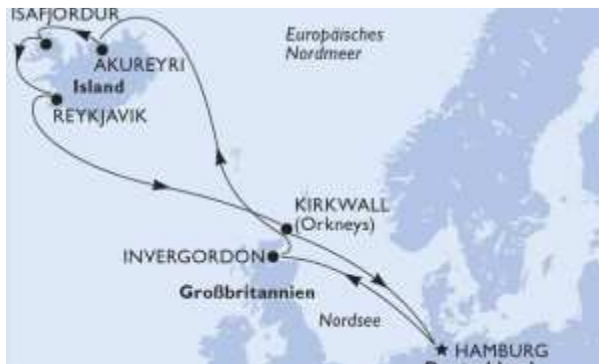 ISAFJORDUR
AKUREYRI
Island
REYKJAVIK
Europäisches
Nordmeer
KIRKWALL
(Orkneys)
INVERGORDON
Großbritannien
Nordsee
HAMBURG